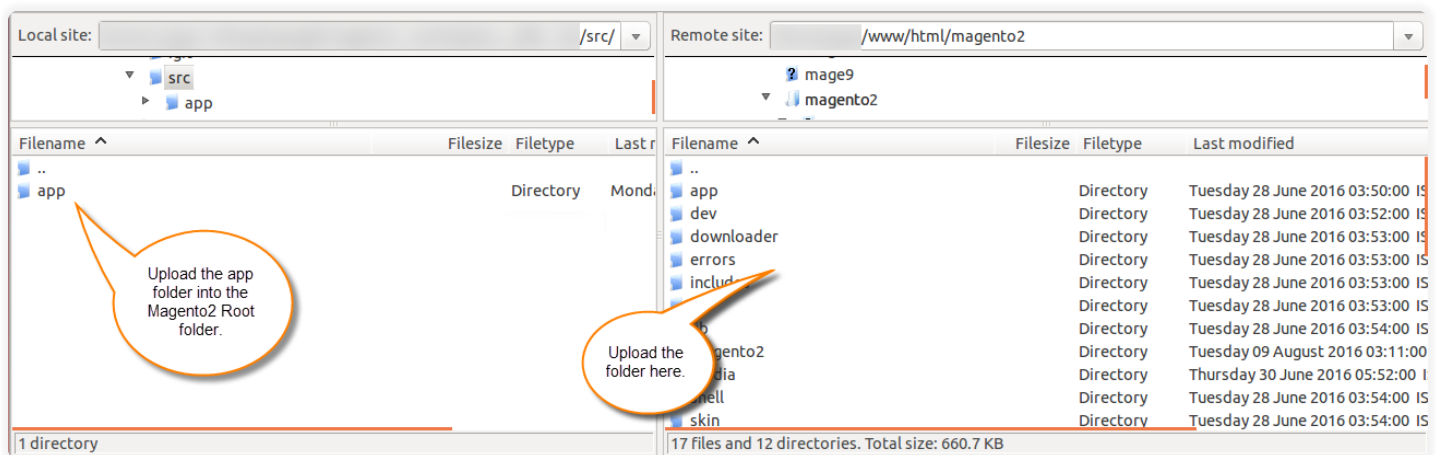 Local site: /src/
src
app
Filename Filesize Filetype
..
app Directory
Upload the app
folder into the
Magento2 Root
folder.
1 directory
Remote site: /www/html/magento2
mage9
magento2
Filename Filesize Filetype Last modified
..
app Directory Tuesday 28 June 2016 03:50:00
dev Directory Tuesday 28 June 2016 03:52:00
downloader Directory Tuesday 28 June 2016 03:53:00
errors Directory Tuesday 28 June 2016 03:53:00
Directory Tuesday 28 June 2016 03:53:00
Directory Tuesday 28 June 2016 03:53:00
Directory Tuesday 28 June 2016 03:54:00
Directory Tuesday 09 August 2016 03:11:00
Directory Thursday 30 June 2016 05:52:00
Directory Tuesday 28 June 2016 03:54:00
skin Directory Tuesday 28 June 2016 03:54:00
Upload the
folder here.
17 files and 12 directories. Total size: 660.7 KB